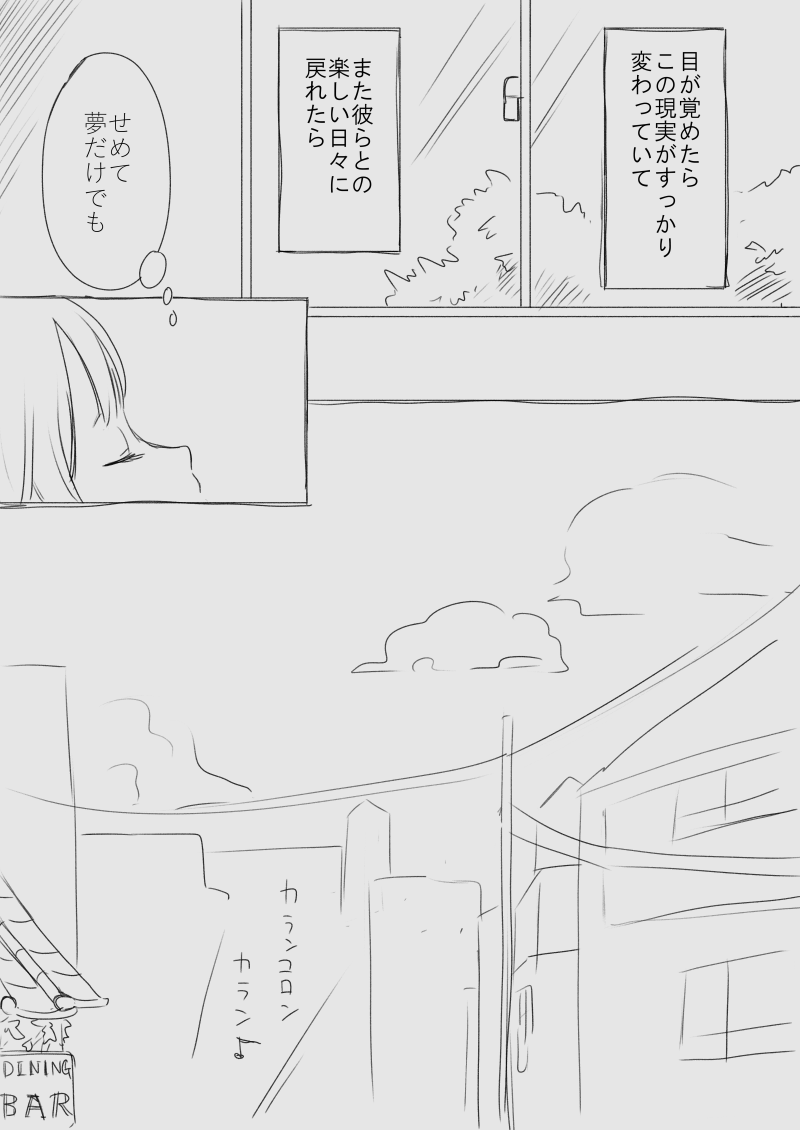 目が覚めたら
この現実がすっかり
変わっていて
また彼らとの
楽しい日々に
戻れたら
せめて
夢だけでも
カランコロン
カラン♪
DINING
BAR